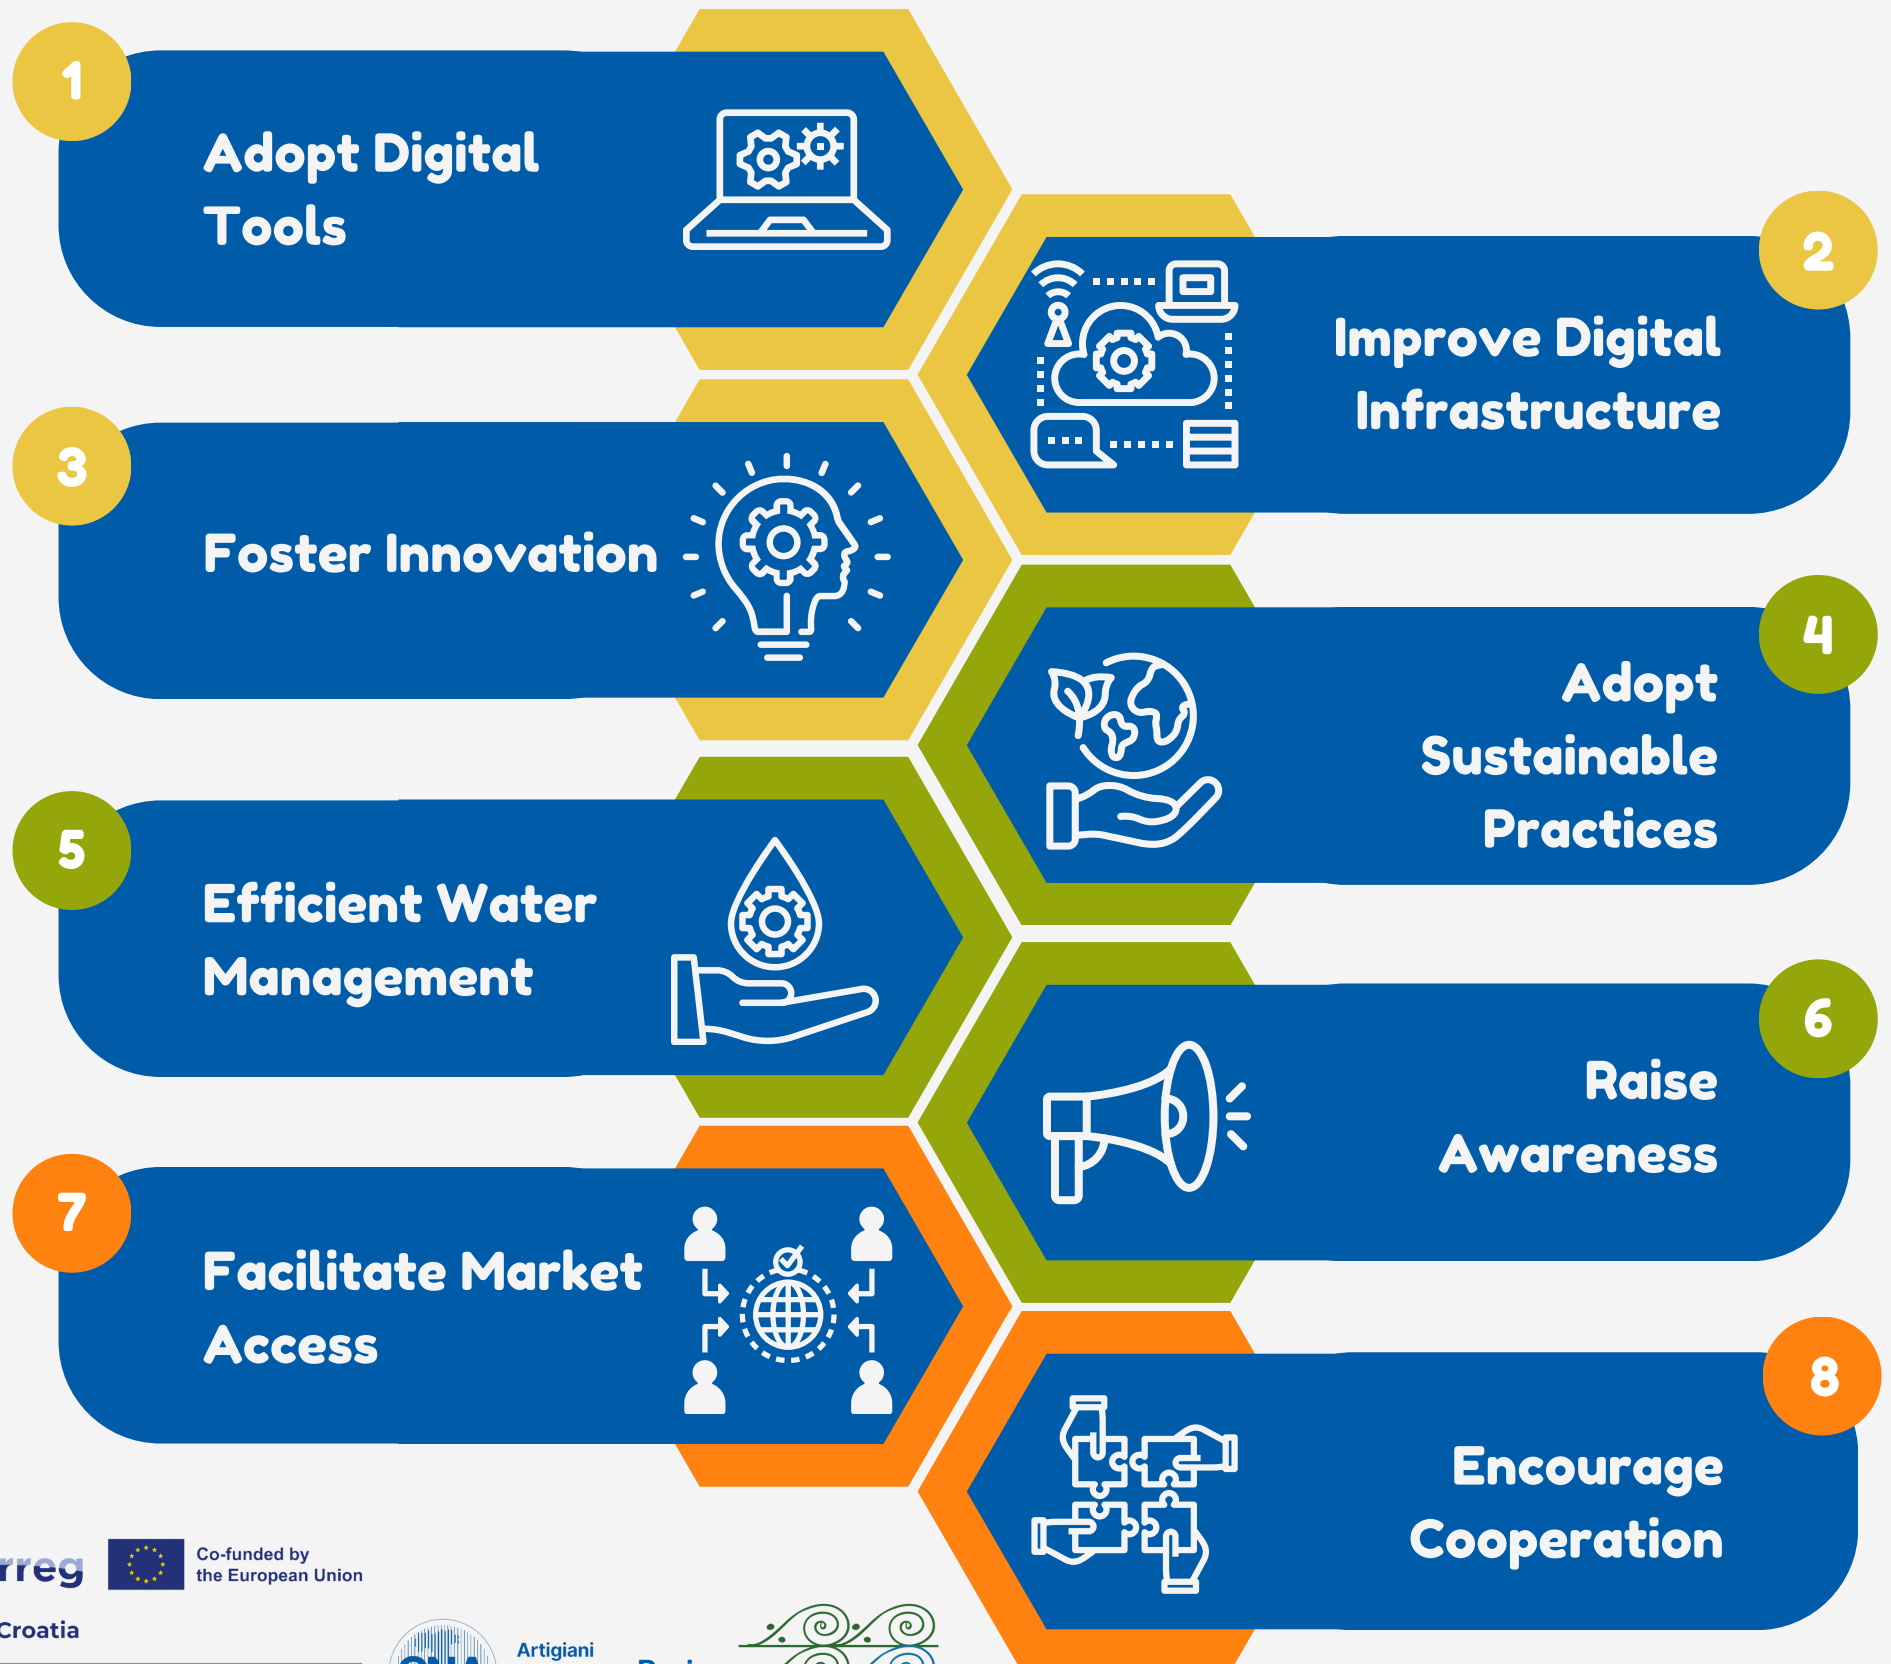 1
Adopt Digital
Tools
2
Improve Digital
Infrastructure
3
Foster Innovation
4
Adopt
Sustainable
Practices
5
Efficient Water
Management
6
Raise
Awareness
7
Facilitate Market
Access
8
Encourage
Cooperation
rreg
Co-funded by
the European Union
Croatia
Artigiani